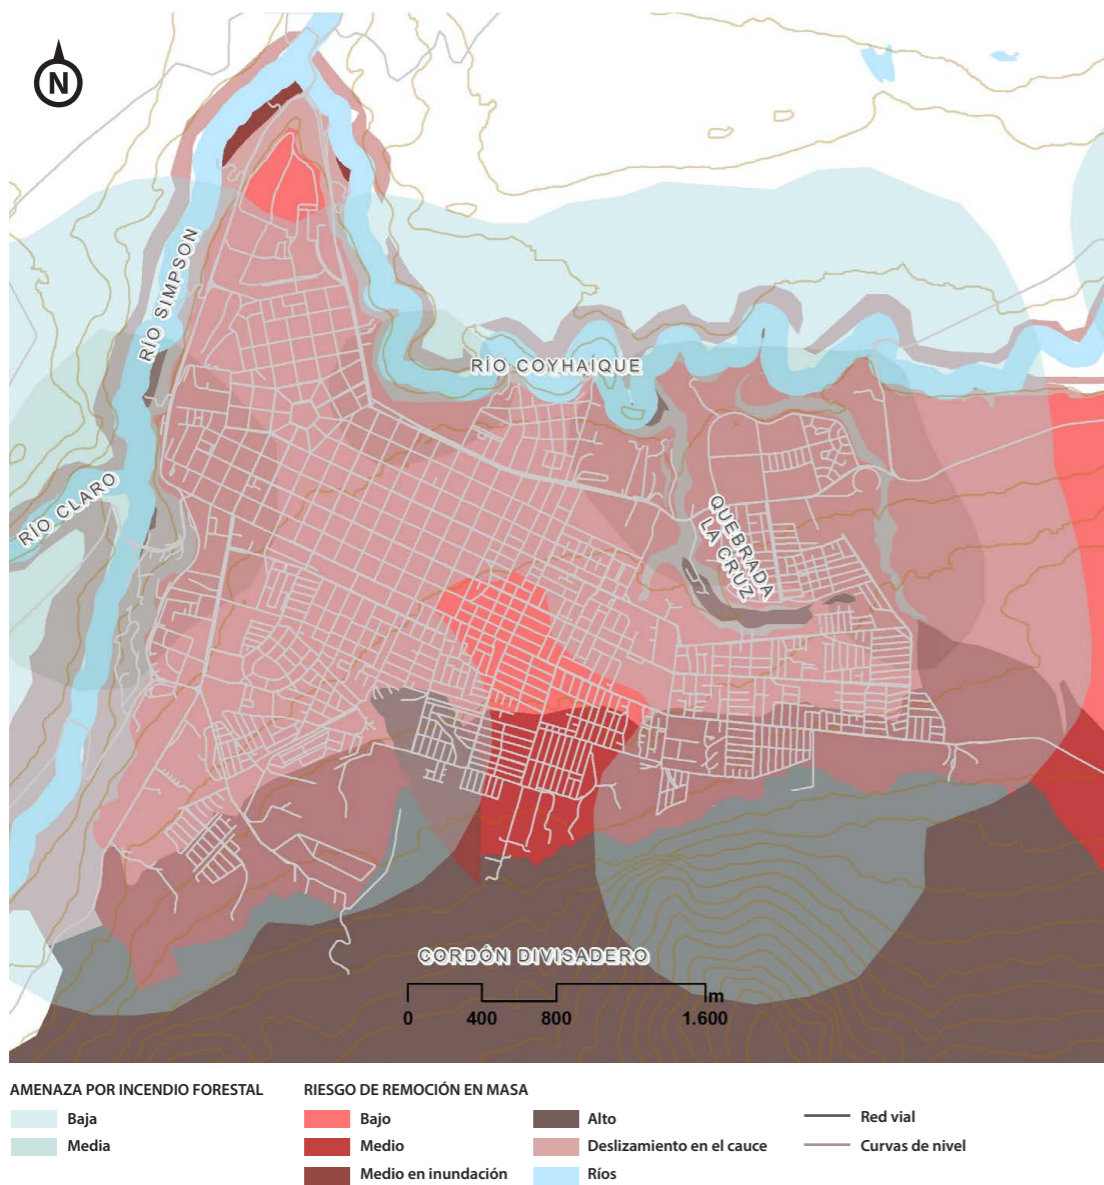 N
RÍO SIMPSON
RÍO COYHAIQUE
RÍO CLARO
QUEBRADA
LA CRUZ
CORDÓN DIVISADERO
m
0 400 800 1.600
AMENAZA POR INCENDIO FORESTAL
Baja
Media
RIESGO DE REMOCIÓN EN MASA
Bajo
Medio
Medio en inundación
Alto
Deslizamiento en el cauce
Ríos
Red vial
Curvas de nivel